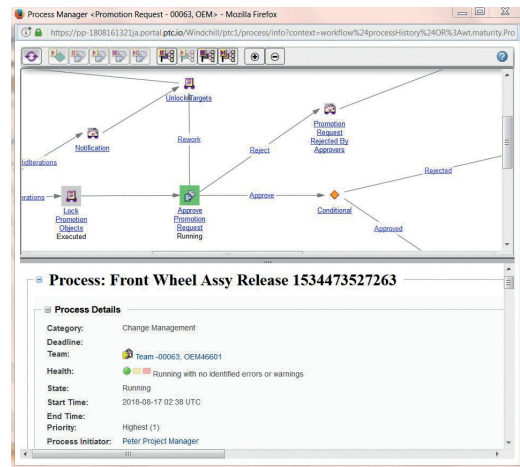 Process Manager <Promotion Request - 00063, OEM> - Mozilla Firefox
https://pp-1808161321ja.portal.ptc.io/Windchill/ptc1/process/info?context=workflow%24processHistory%24OR%3Awt.maturity.Pro
UnlockTargets
Notification
Rework
Promotion
Request
Rejected By
Approvers
Reject
lidIterations
Rejected
erations
Lock
Promotion
Objects
Executed
Approve
Promotion
Request
Running
Approve
Conditional
Approved
Process: Front Wheel Assy Release 1534473527263
Process Details
Category: Change Management
Deadline:
Team: Team -00063, OEM46601
Health: Running with no identified errors or warnings
State: Running
Start Time: 2018-08-17 02:38 UTC
End Time:
Priority: Highest (1)
Process Initiator: Peter Project Manager